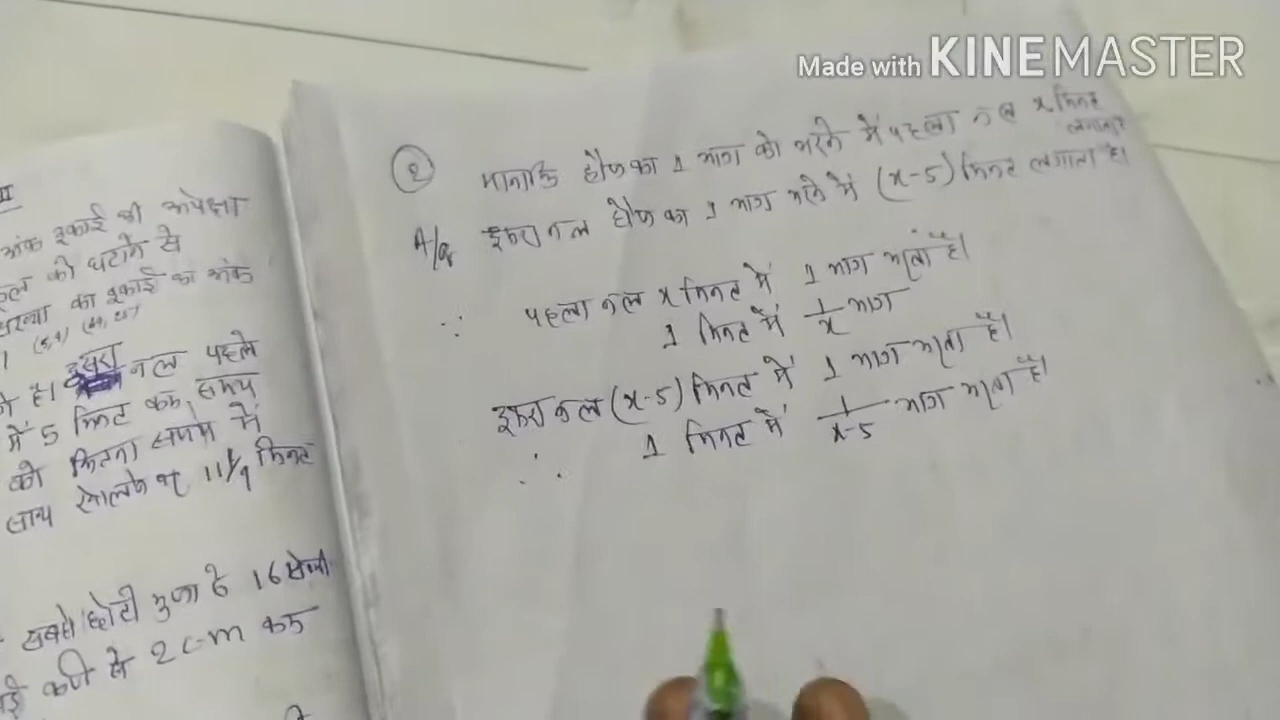 Made with KINEMASTER
II
अंक इकाई की अपेक्षा
को घटाने से
का इकाई का अंक
है। दूसरा नल पहले
में 5 मिनट कम समय
को कितना समय में
साथ खोलने पर 11 1/9 मिनट
सबसे छोटी भुजा से 16 सेमी
से 2 cm कम
② माना कि हौज का 1 भाग को भरने में पहला नल x मिनट
लगाता
A/q दूसरा नल हौज का 1 भाग भरने में (x-5) मिनट लगाता है।
∵ पहला नल x मिनट में 1 भाग भरता है।
1 मिनट में 1/x भाग
दूसरा नल (x-5) मिनट में 1 भाग भरता है।
∴ 1 मिनट में 1/x-5 भाग भरता है।